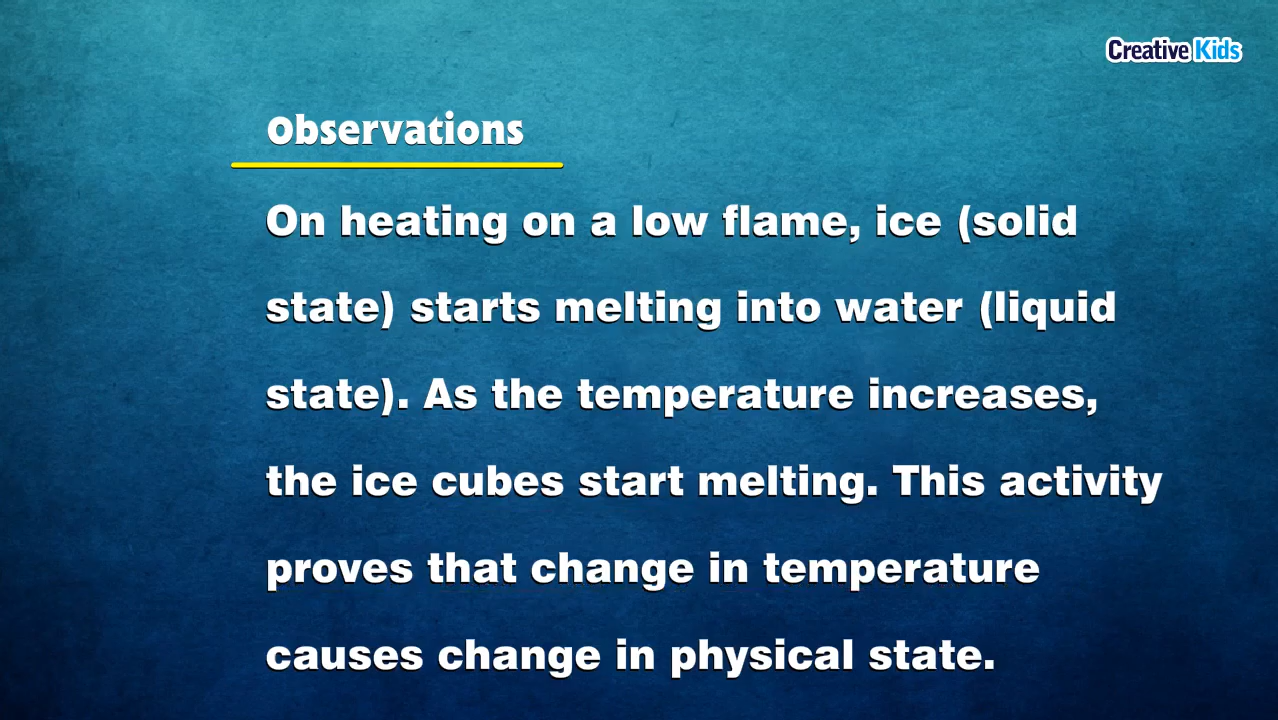 Creative Kids
Observations
On heating on a low flame, ice (solid
state) starts melting into water (liquid
state). As the temperature increases,
the ice cubes start melting. This activity
proves that change in temperature
causes change in physical state.